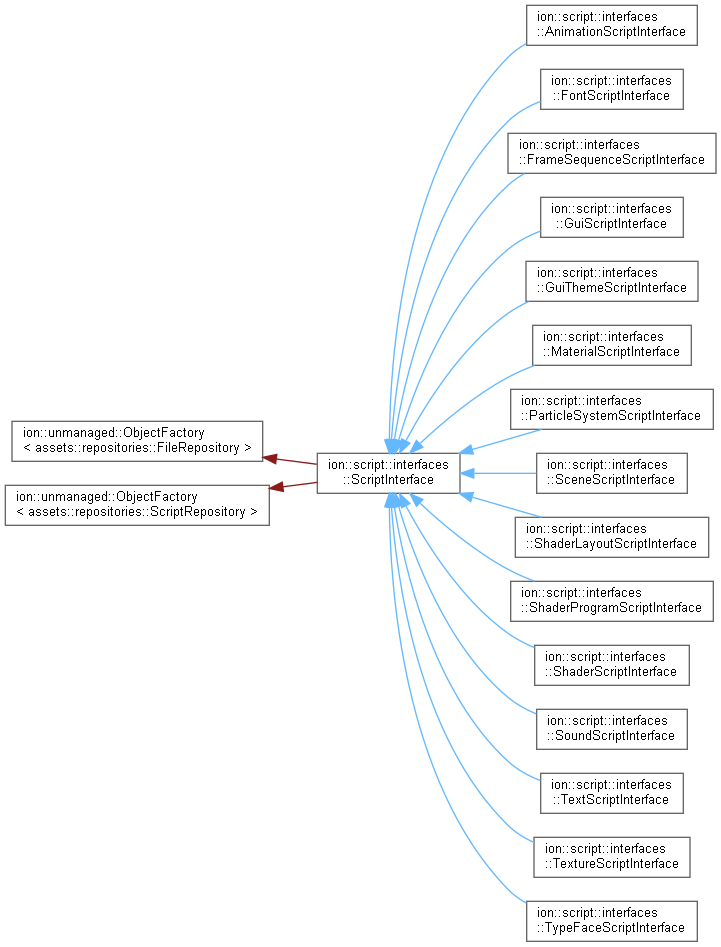 ion::script::interfaces
::AnimationScriptInterface
ion::script::interfaces
::FontScriptInterface
ion::script::interfaces
::FrameSequenceScriptInterface
ion::script::interfaces
::GuiScriptInterface
ion::script::interfaces
::GuiThemeScriptInterface
ion::script::interfaces
::MaterialScriptInterface
ion::script::interfaces
::ParticleSystemScriptInterface
ion::unmanaged::ObjectFactory
< assets::repositories::FileRepository >
ion::script::interfaces
::ScriptInterface
ion::script::interfaces
::SceneScriptInterface
ion::unmanaged::ObjectFactory
< assets::repositories::ScriptRepository >
ion::script::interfaces
::ShaderLayoutScriptInterface
ion::script::interfaces
::ShaderProgramScriptInterface
ion::script::interfaces
::ShaderScriptInterface
ion::script::interfaces
::SoundScriptInterface
ion::script::interfaces
::TextScriptInterface
ion::script::interfaces
::TextureScriptInterface
ion::script::interfaces
::TypeFaceScriptInterface